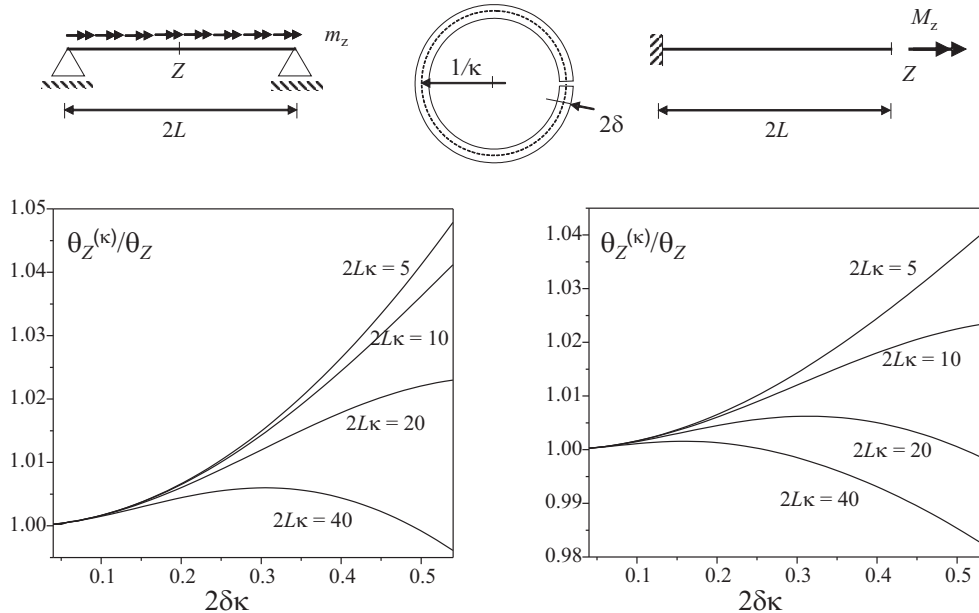 m_z
Z
2L
1/κ
2δ
M_z
Z
2L
1.05
1.04
1.03
1.02
1.01
1.00
θ_Z^(κ)/θ_Z
2Lκ = 5
2Lκ = 10
2Lκ = 20
2Lκ = 40
0.1 0.2 0.3 0.4 0.5
2δκ
1.04
1.03
1.02
1.01
1.00
0.99
0.98
θ_Z^(κ)/θ_Z
2Lκ = 5
2Lκ = 10
2Lκ = 20
2Lκ = 40
0.1 0.2 0.3 0.4 0.5
2δκ